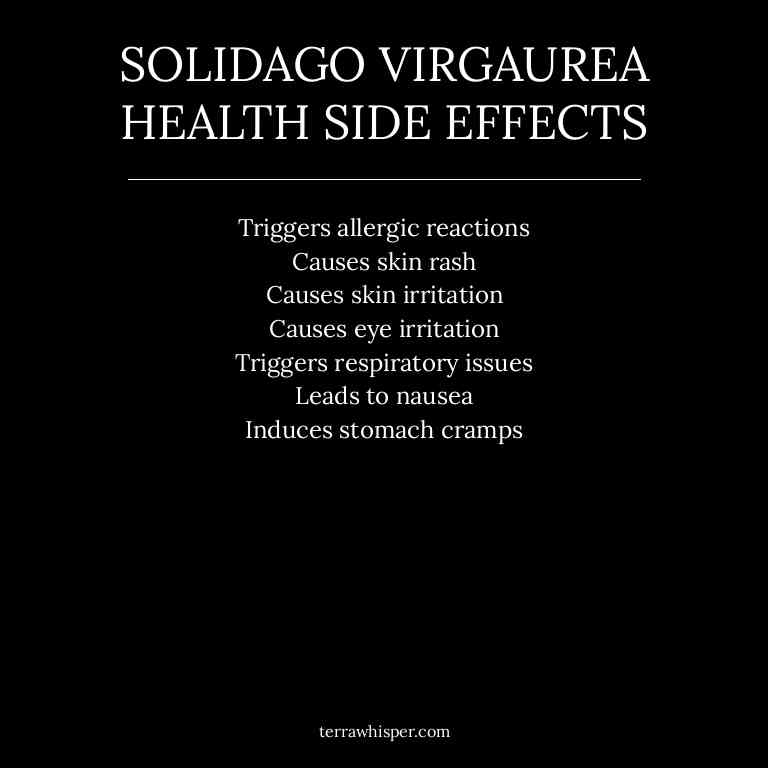 SOLIDAGO VIRGAUREA
HEALTH SIDE EFFECTS
Triggers allergic reactions
Causes skin rash
Causes skin irritation
Causes eye irritation
Triggers respiratory issues
Leads to nausea
Induces stomach cramps
terrawhisper.com